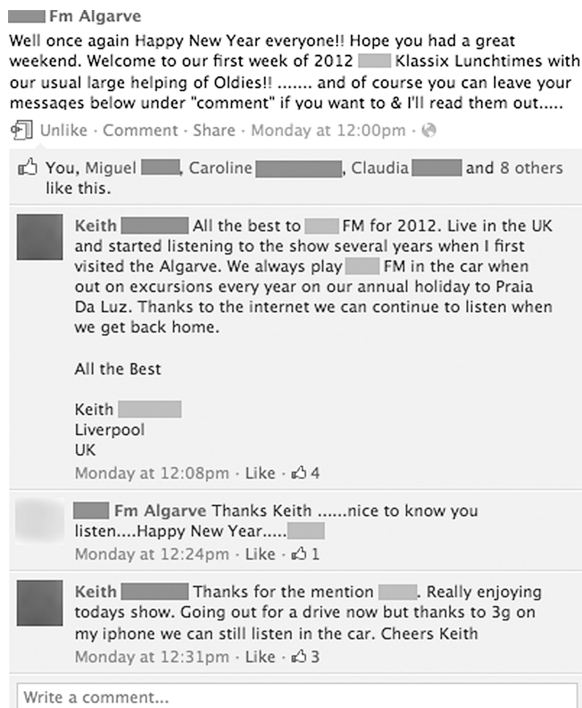 Fm Algarve
Well once again Happy New Year everyone!! Hope you had a great
weekend. Welcome to our first week of 2012 Klassix Lunchtimes with
our usual large helping of Oldies!! ....... and of course you can leave your
messages below under "comment" if you want to & I'll read them out.....
Unlike · Comment · Share · Monday at 12:00pm ·
You, Miguel , Caroline , Claudia and 8 others
like this.
Keith All the best to FM for 2012. Live in the UK
and started listening to the show several years when I first
visited the Algarve. We always play FM in the car when
out on excursions every year on our annual holiday to Praia
Da Luz. Thanks to the internet we can continue to listen when
we get back home.
All the Best
Keith
Liverpool
UK
Monday at 12:08pm · Like · 4
Fm Algarve Thanks Keith ......nice to know you
listen....Happy New Year.....
Monday at 12:24pm · Like · 1
Keith Thanks for the mention . Really enjoying
todays show. Going out for a drive now but thanks to 3g on
my iphone we can still listen in the car. Cheers Keith
Monday at 12:31pm · Like · 3
Write a comment...